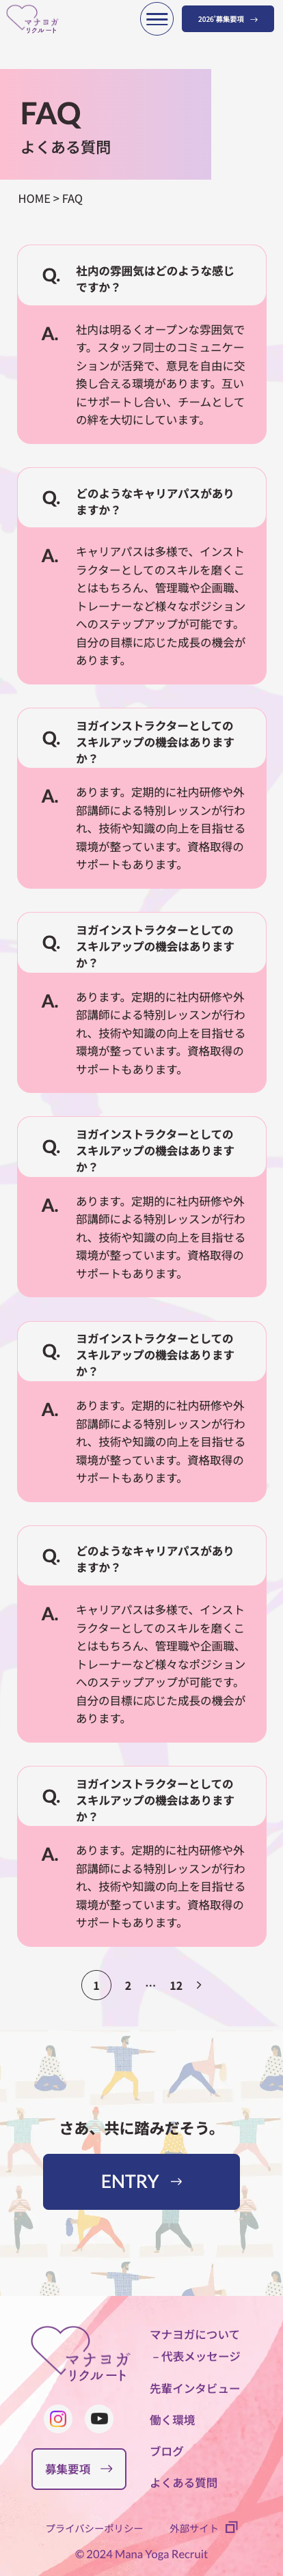 マナヨガ
リクルート
2026'募集要項 →
FAQ
よくある質問
HOME > FAQ
Q. 社内の雰囲気はどのような感じ
ですか？
A. 社内は明るくオープンな雰囲気で
す。スタッフ同士のコミュニケー
ションが活発で、意見を自由に交
換し合える環境があります。互い
にサポートし合い、チームとして
の絆を大切にしています。
Q. どのようなキャリアパスがあり
ますか？
A. キャリアパスは多様で、インスト
ラクターとしてのスキルを磨くこ
とはもちろん、管理職や企画職、
トレーナーなど様々なポジション
へのステップアップが可能です。
自分の目標に応じた成長の機会が
あります。
Q. ヨガインストラクターとしての
スキルアップの機会はあります
か？
A. あります。定期的に社内研修や外
部講師による特別レッスンが行わ
れ、技術や知識の向上を目指せる
環境が整っています。資格取得の
サポートもあります。
Q. ヨガインストラクターとしての
スキルアップの機会はあります
か？
A. あります。定期的に社内研修や外
部講師による特別レッスンが行わ
れ、技術や知識の向上を目指せる
環境が整っています。資格取得の
サポートもあります。
Q. ヨガインストラクターとしての
スキルアップの機会はあります
か？
A. あります。定期的に社内研修や外
部講師による特別レッスンが行わ
れ、技術や知識の向上を目指せる
環境が整っています。資格取得の
サポートもあります。
Q. ヨガインストラクターとしての
スキルアップの機会はあります
か？
A. あります。定期的に社内研修や外
部講師による特別レッスンが行わ
れ、技術や知識の向上を目指せる
環境が整っています。資格取得の
サポートもあります。
Q. どのようなキャリアパスがあり
ますか？
A. キャリアパスは多様で、インスト
ラクターとしてのスキルを磨くこ
とはもちろん、管理職や企画職、
トレーナーなど様々なポジション
へのステップアップが可能です。
自分の目標に応じた成長の機会が
あります。
Q. ヨガインストラクターとしての
スキルアップの機会はあります
か？
A. あります。定期的に社内研修や外
部講師による特別レッスンが行わ
れ、技術や知識の向上を目指せる
環境が整っています。資格取得の
サポートもあります。
1 2 … 12 >
さあ、共に踏みだそう。
ENTRY →
マナヨガ
リクルート
募集要項 →
マナヨガについて
– 代表メッセージ
先輩インタビュー
働く環境
ブログ
よくある質問
プライバシーポリシー 外部サイト
© 2024 Mana Yoga Recruit